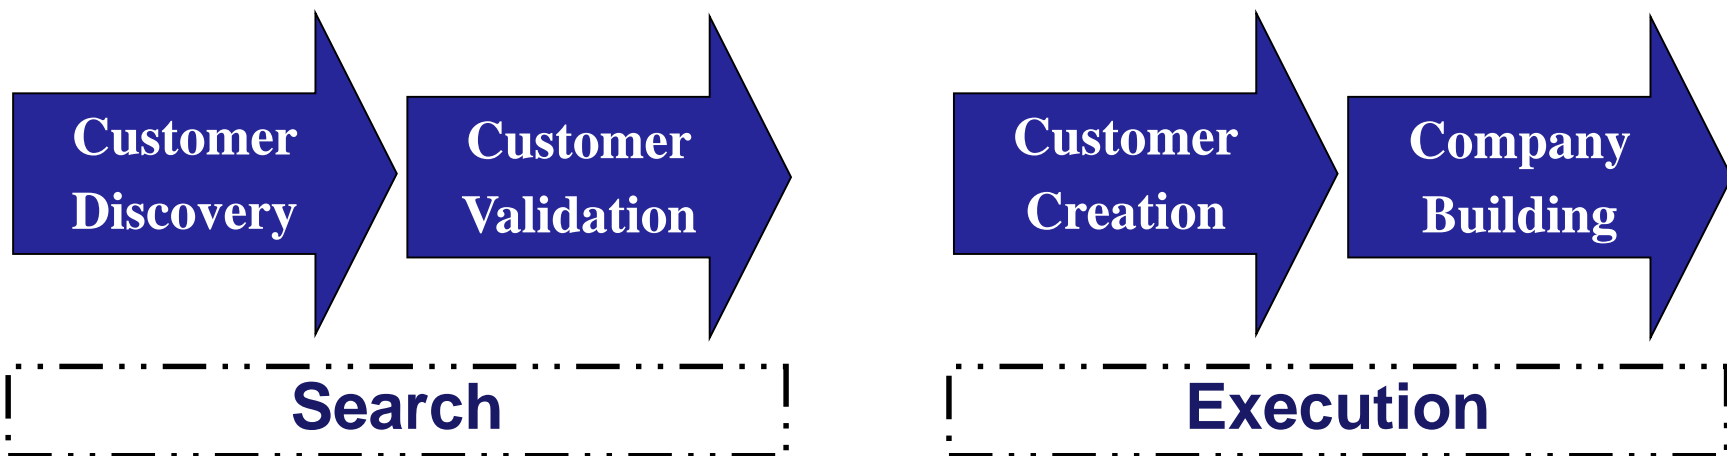 Customer
Discovery
Customer
Validation
Customer
Creation
Company
Building
Search
Execution